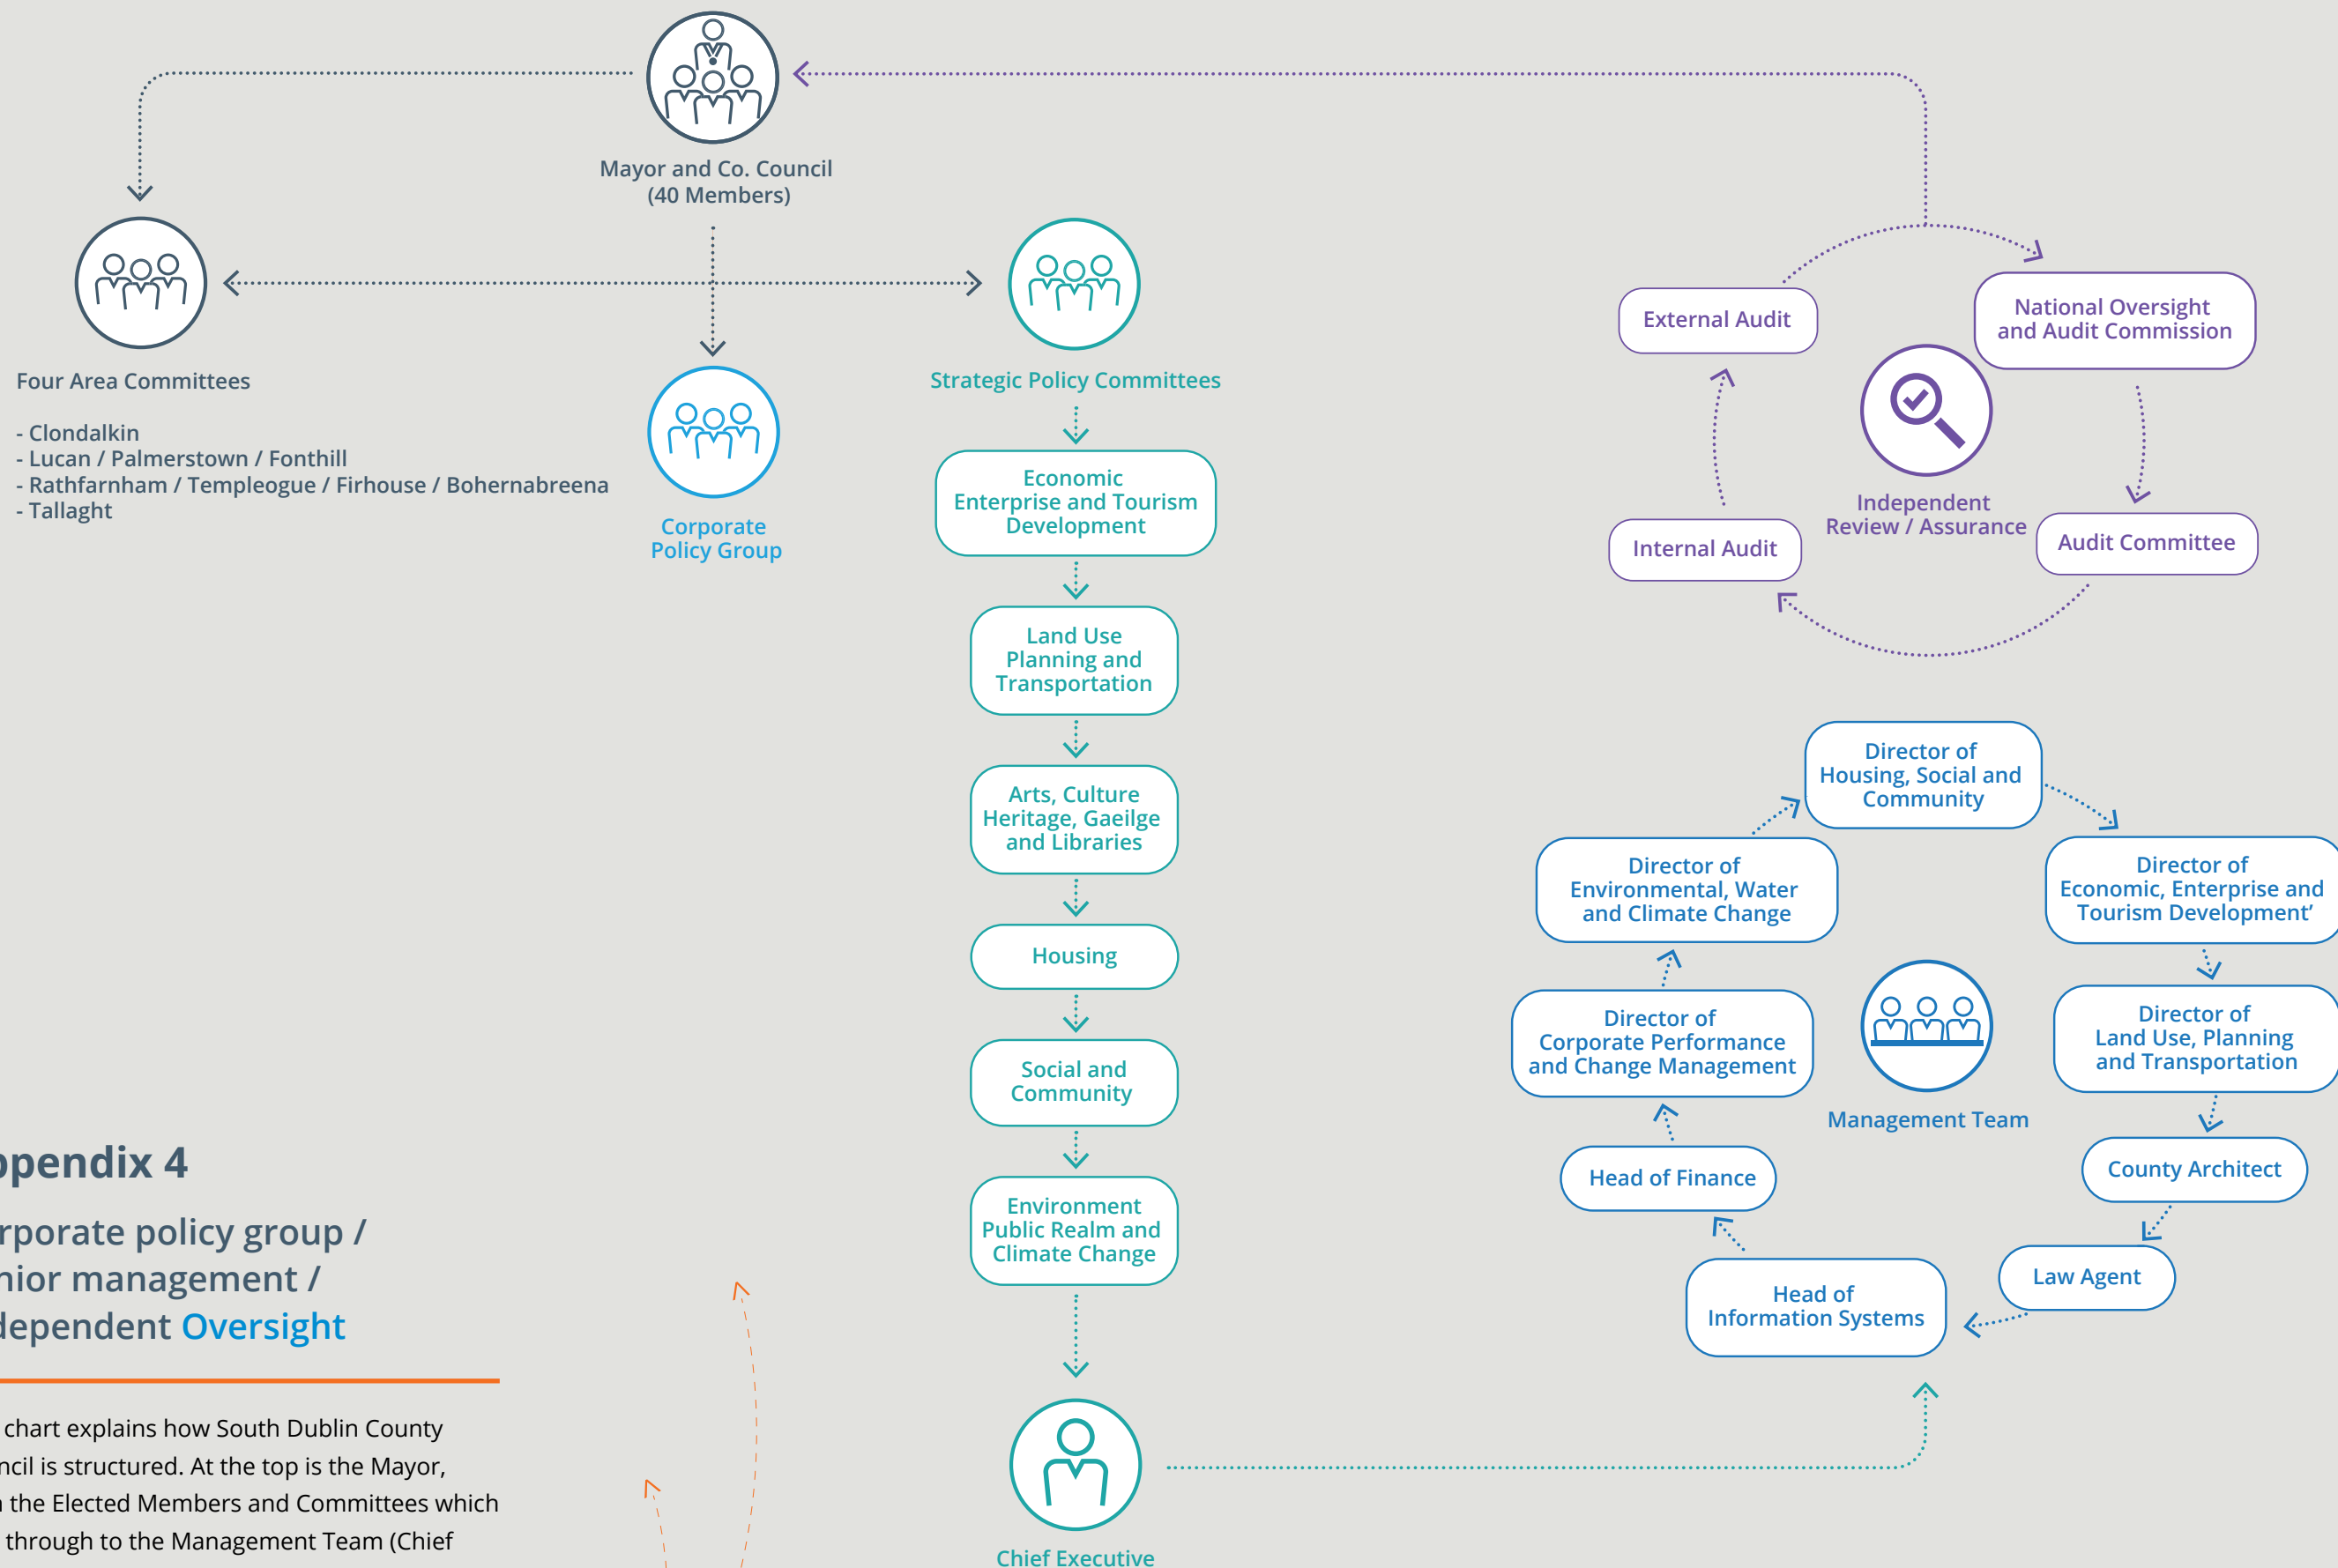 Mayor and Co. Council
(40 Members)
Four Area Committees
- Clondalkin
- Lucan / Palmerstown / Fonthill
- Rathfarnham / Templeogue / Firhouse / Bohernabreena
- Tallaght
Corporate
Policy Group
Strategic Policy Committees
Economic
Enterprise and Tourism
Development
Land Use
Planning and
Transportation
Arts, Culture
Heritage, Gaeilge
and Libraries
Housing
Social and
Community
Environment
Public Realm and
Climate Change
Chief Executive
External Audit
National Oversight
and Audit Commission
Independent
Review / Assurance
Internal Audit
Audit Committee
Director of
Housing, Social and
Community
Director of
Environmental, Water
and Climate Change
Director of
Economic, Enterprise and
Tourism Development’
Director of
Corporate Performance
and Change Management
Director of
Land Use, Planning
and Transportation
Management Team
Head of Finance
County Architect
Law Agent
Head of
Information Systems
ppendix 4
rporate policy group /
nior management /
dependent Oversight
chart explains how South Dublin County
ncil is structured. At the top is the Mayor,
n the Elected Members and Committees which
through to the Management Team (Chief